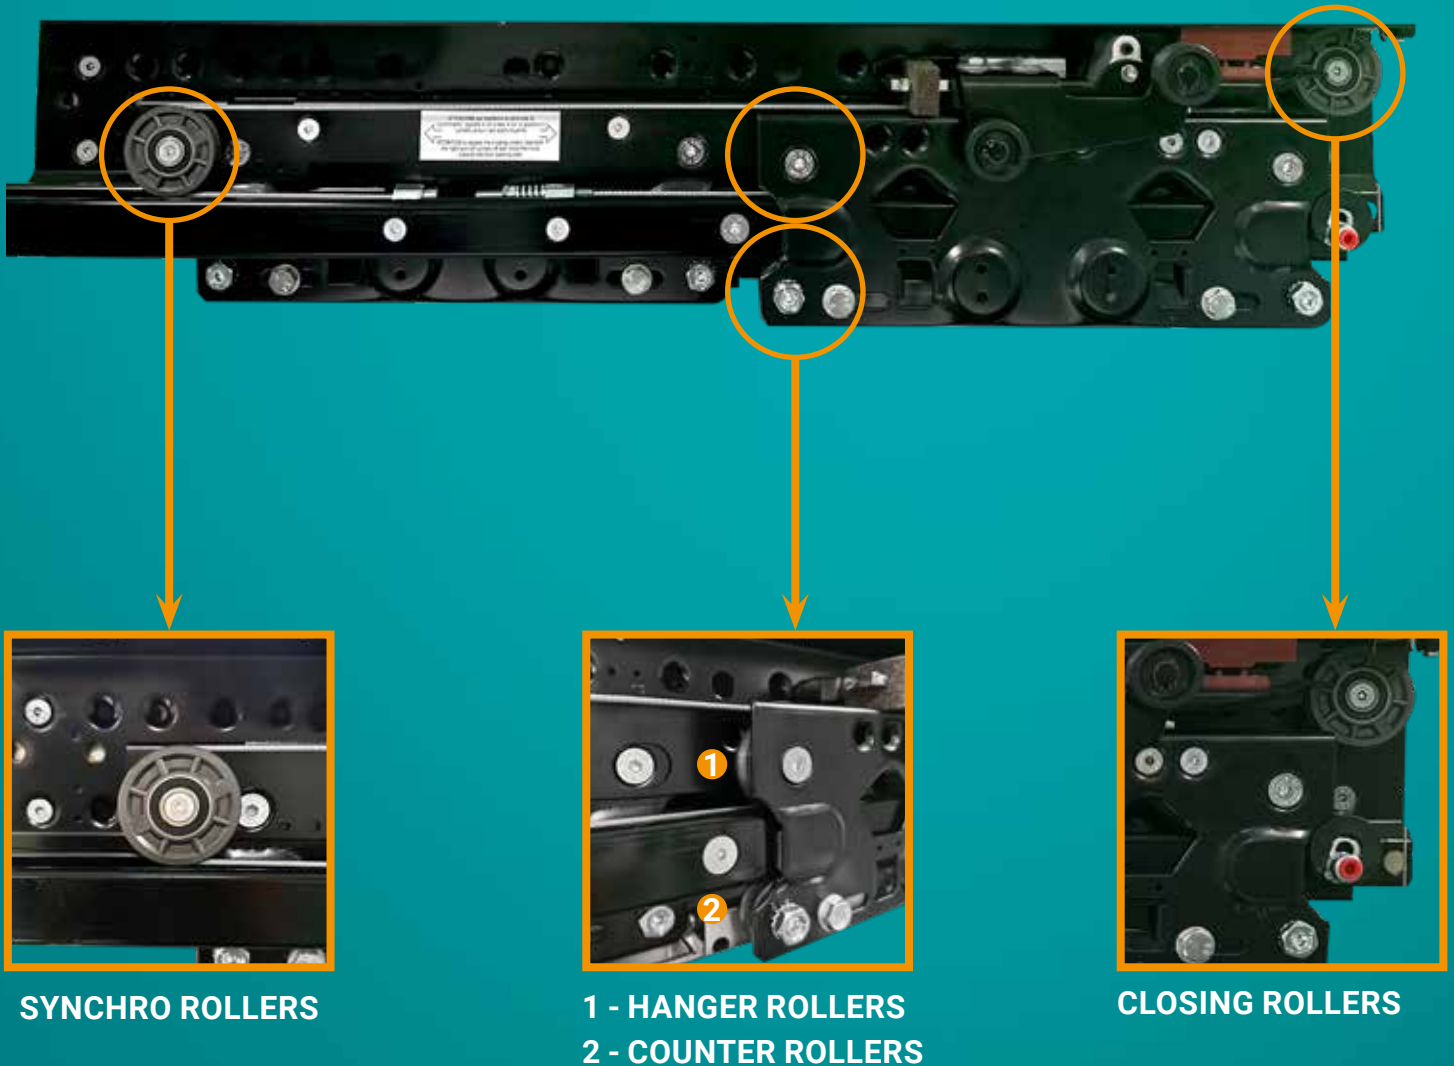 1
2
SYNCHRO ROLLERS
1 - HANGER ROLLERS
2 - COUNTER ROLLERS
CLOSING ROLLERS